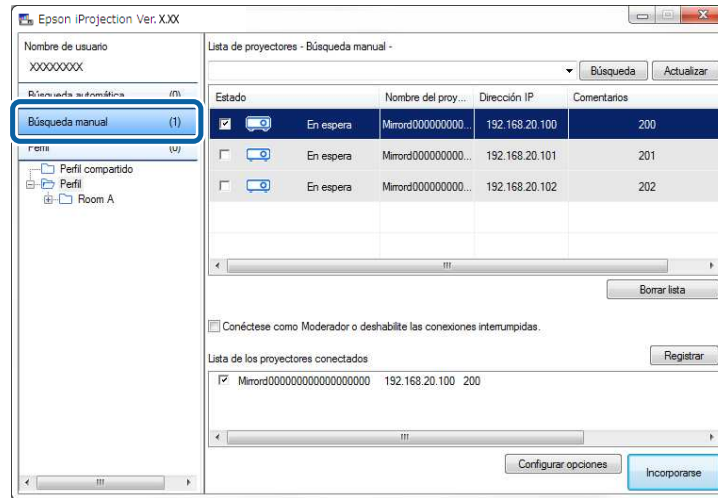 Epson iProjection Ver. X.XX
Nombre de usuario
XXXXXXXX
Búsqueda automática (0)
Búsqueda manual (1)
Perfil (0)
Perfil compartido
Perfil
Room A
Lista de proyectores - Búsqueda manual -
Búsqueda Actualizar
Estado Nombre del proy... Dirección IP Comentarios
En espera Mirrord000000000... 192.168.20.100 200
En espera Mirrord000000000... 192.168.20.101 201
En espera Mirrord000000000... 192.168.20.102 202
Borrar lista
Conéctese como Moderador o deshabilite las conexiones interrumpidas.
Lista de los proyectores conectados Registrar
Mirrord000000000000000000 192.168.20.100 200
Configurar opciones Incorporarse